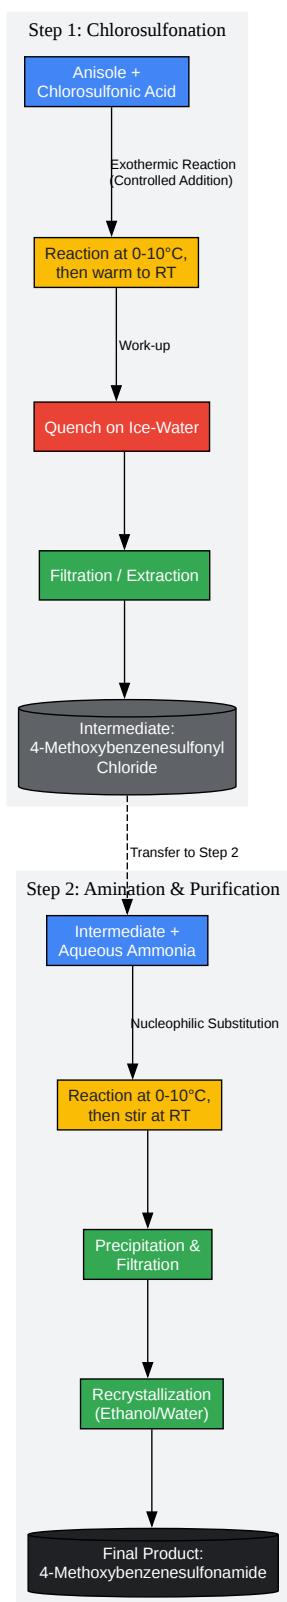 Step 1: Chlorosulfonation
Anisole +
Chlorosulfonic Acid
Exothermic Reaction
(Controlled Addition)
Reaction at 0-10°C,
then warm to RT
Work-up
Quench on Ice-Water
Filtration / Extraction
Intermediate:
4-Methoxybenzenesulfonyl
Chloride
Transfer to Step 2
Step 2: Amination & Purification
Intermediate +
Aqueous Ammonia
Nucleophilic Substitution
Reaction at 0-10°C,
then stir at RT
Precipitation &
Filtration
Recrystallization
(Ethanol/Water)
Final Product:
4-Methoxybenzenesulfonamide